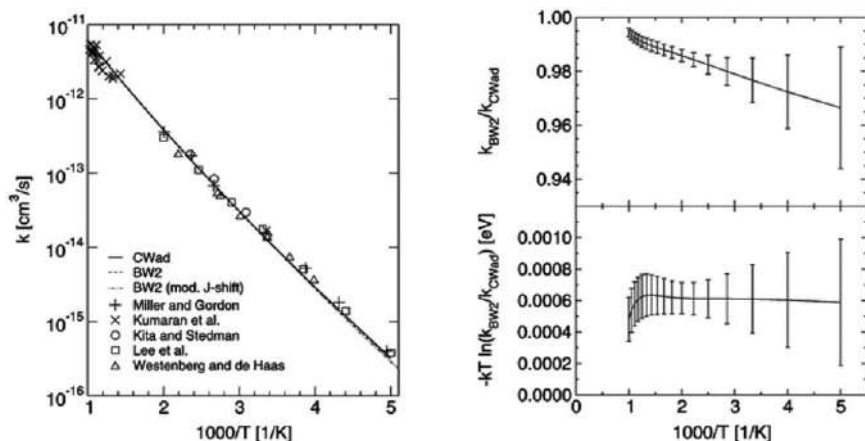 10⁻¹¹
10⁻¹²
10⁻¹³
10⁻¹⁴
10⁻¹⁵
10⁻¹⁶
k [cm³/s]
CWad
BW2
BW2 (mod. J-shift)
Miller and Gordon
Kumaran et al.
Kita and Stedman
Lee et al.
Westenberg and de Haas
1 2 3 4 5
1000/T [1/K]
1.00
0.98
0.96
0.94
k_BW2/k_CWad
0.0010
0.0008
0.0006
0.0004
0.0002
0.0000
-kT ln(k_BW2/k_CWad) [eV]
0 1 2 3 4 5
1000/T [1/K]